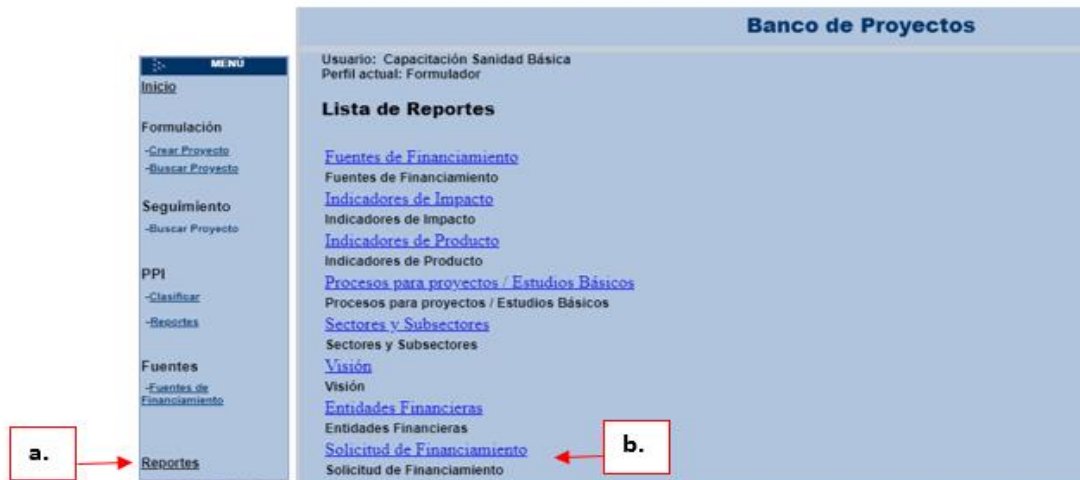 Banco de Proyectos
MENÚ
Inicio
Formulación
-Crear Proyecto
-Buscar Proyecto
Seguimiento
-Buscar Proyecto
PPI
-Clasificar
-Reportes
Fuentes
-Fuentes de
Financiamiento
a.
Reportes
Usuario: Capacitación Sanidad Básica
Perfil actual: Formulador
Lista de Reportes
Fuentes de Financiamiento
Fuentes de Financiamiento
Indicadores de Impacto
Indicadores de Impacto
Indicadores de Producto
Indicadores de Producto
Procesos para proyectos / Estudios Básicos
Procesos para proyectos / Estudios Básicos
Sectores y Subsectores
Sectores y Subsectores
Visión
Visión
Entidades Financieras
Entidades Financieras
Solicitud de Financiamiento
b.
Solicitud de Financiamiento